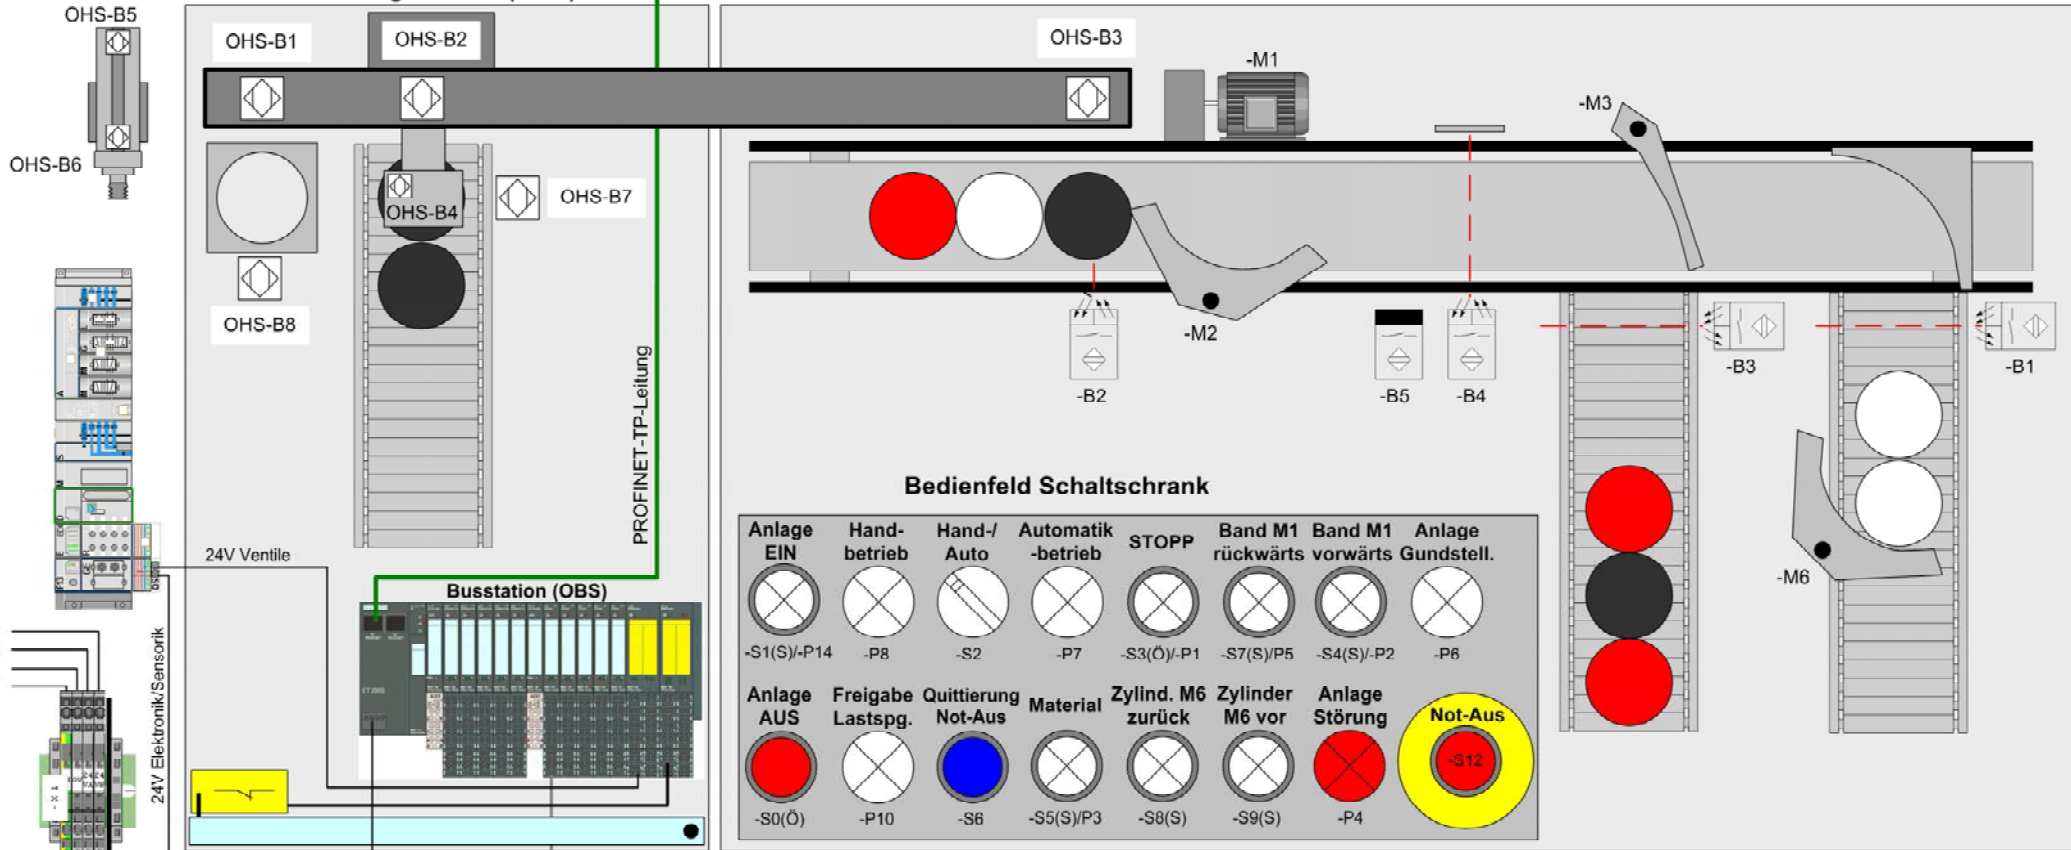 OHS-B5
OHS-B1
OHS-B2
OHS-B3
-M1
-M3
OHS-B6
OHS-B4
OHS-B7
OHS-B8
-M2
-B2
-B5
-B4
-B3
-B1
-M6
PROFINET-TP-Leitung
24V Ventile
24V Elektronik/Sensorik
Busstation (OBS)
Bedienfeld Schaltschrank
Anlage
EIN
Hand-
betrieb
Hand-/
Auto
Automatik
-betrieb
STOPP
Band M1
rückwärts
Band M1
vorwärts
Anlage
Gundstell.
-S1(S)/-P14
-P8
-S2
-P7
-S3(Ö)/-P1
-S7(S)/P5
-S4(S)/-P2
-P6
Anlage
AUS
Freigabe
Lastspg.
Quittierung
Not-Aus
Material
Zylind. M6
zurück
Zylinder
M6 vor
Anlage
Störung
Not-Aus
-S12
-S0(Ö)
-P10
-S6
-S5(S)/P3
-S8(S)
-S9(S)
-P4